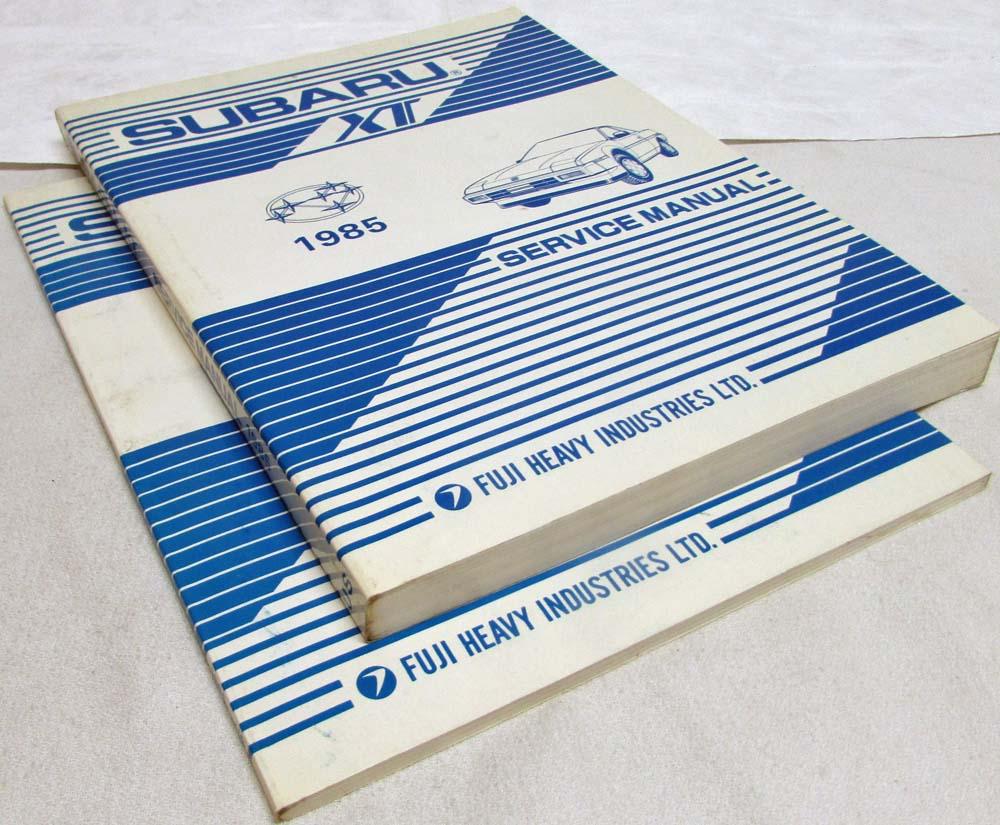 SUBARU®
XT
1985
SERVICE MANUAL
FUJI HEAVY INDUSTRIES LTD.
S
FUJI HEAVY INDUSTRIES LTD.